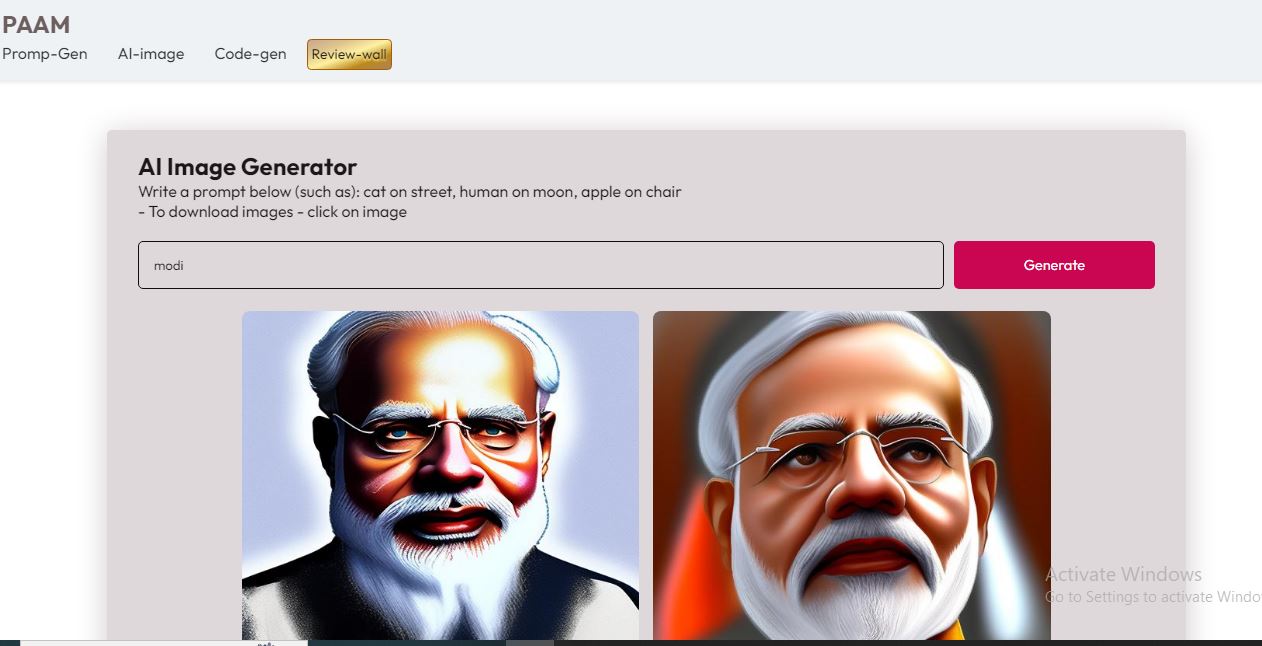 PAAM
Promp-Gen AI-image Code-gen Review-wall
AI Image Generator
Write a prompt below (such as): cat on street, human on moon, apple on chair
- To download images - click on image
modi Generate
Activate Windows
Go to Settings to activate Windo